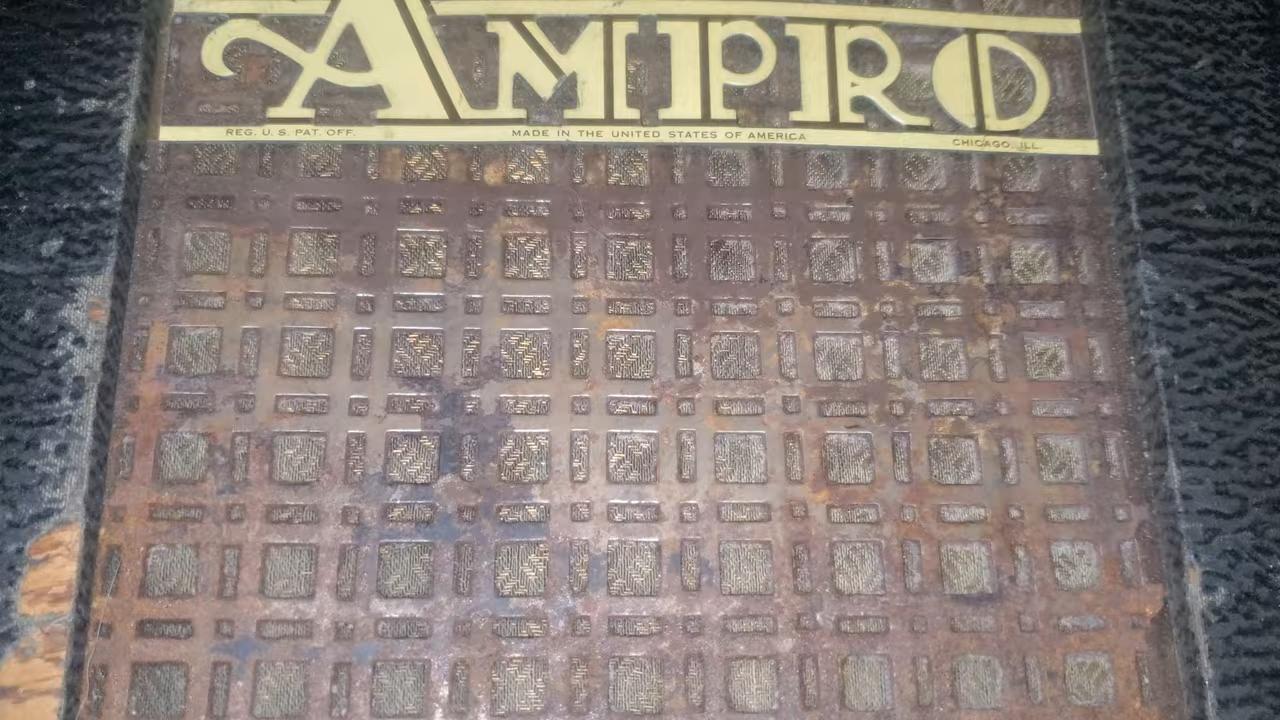 AMPRO
REG. U. S. PAT. OFF. MADE IN THE UNITED STATES OF AMERICA CHICAGO, ILL.